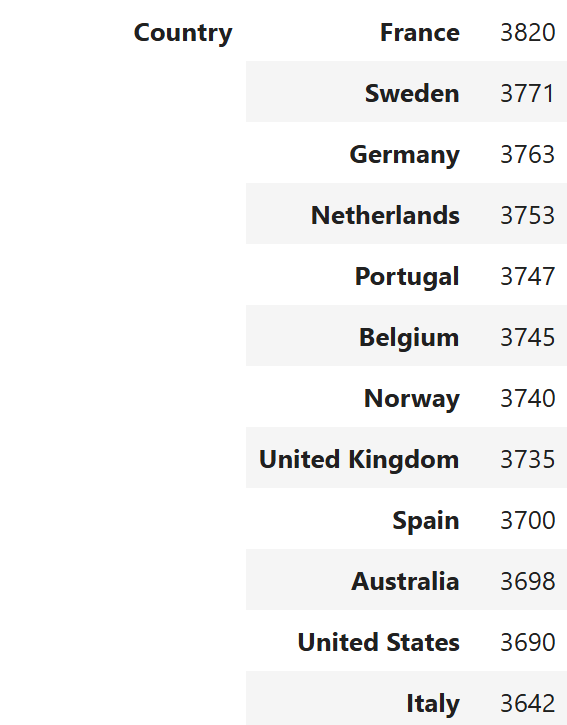 Country France 3820
Sweden 3771
Germany 3763
Netherlands 3753
Portugal 3747
Belgium 3745
Norway 3740
United Kingdom 3735
Spain 3700
Australia 3698
United States 3690
Italy 3642